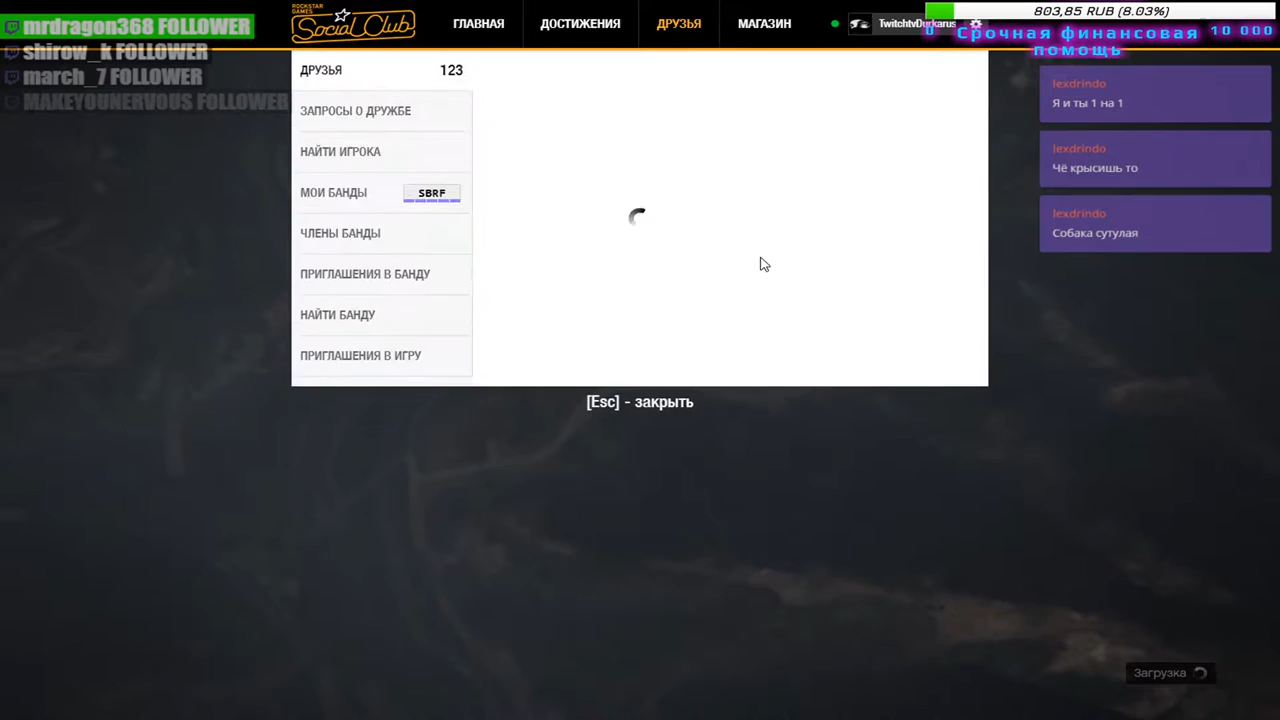 mrdragon368 FOLLOWER
shirow_k FOLLOWER
march_7 FOLLOWER
MAKEYOUNERVOUS FOLLOWER
ROCKSTAR GAMES
Social Club
ГЛАВНАЯ
ДОСТИЖЕНИЯ
ДРУЗЬЯ
МАГАЗИН
TwitchtvDurkarus
803,85 RUB (8.03%)
0 Срочная финансовая 10 000
помощь
ДРУЗЬЯ 123
ЗАПРОСЫ О ДРУЖБЕ
НАЙТИ ИГРОКА
МОИ БАНДЫ SBRF
ЧЛЕНЫ БАНДЫ
ПРИГЛАШЕНИЯ В БАНДУ
НАЙТИ БАНДУ
ПРИГЛАШЕНИЯ В ИГРУ
[Esc] - закрыть
lexdrindo
Я и ты 1 на 1
lexdrindo
Чё крысишь то
lexdrindo
Собака сутулая
Загрузка